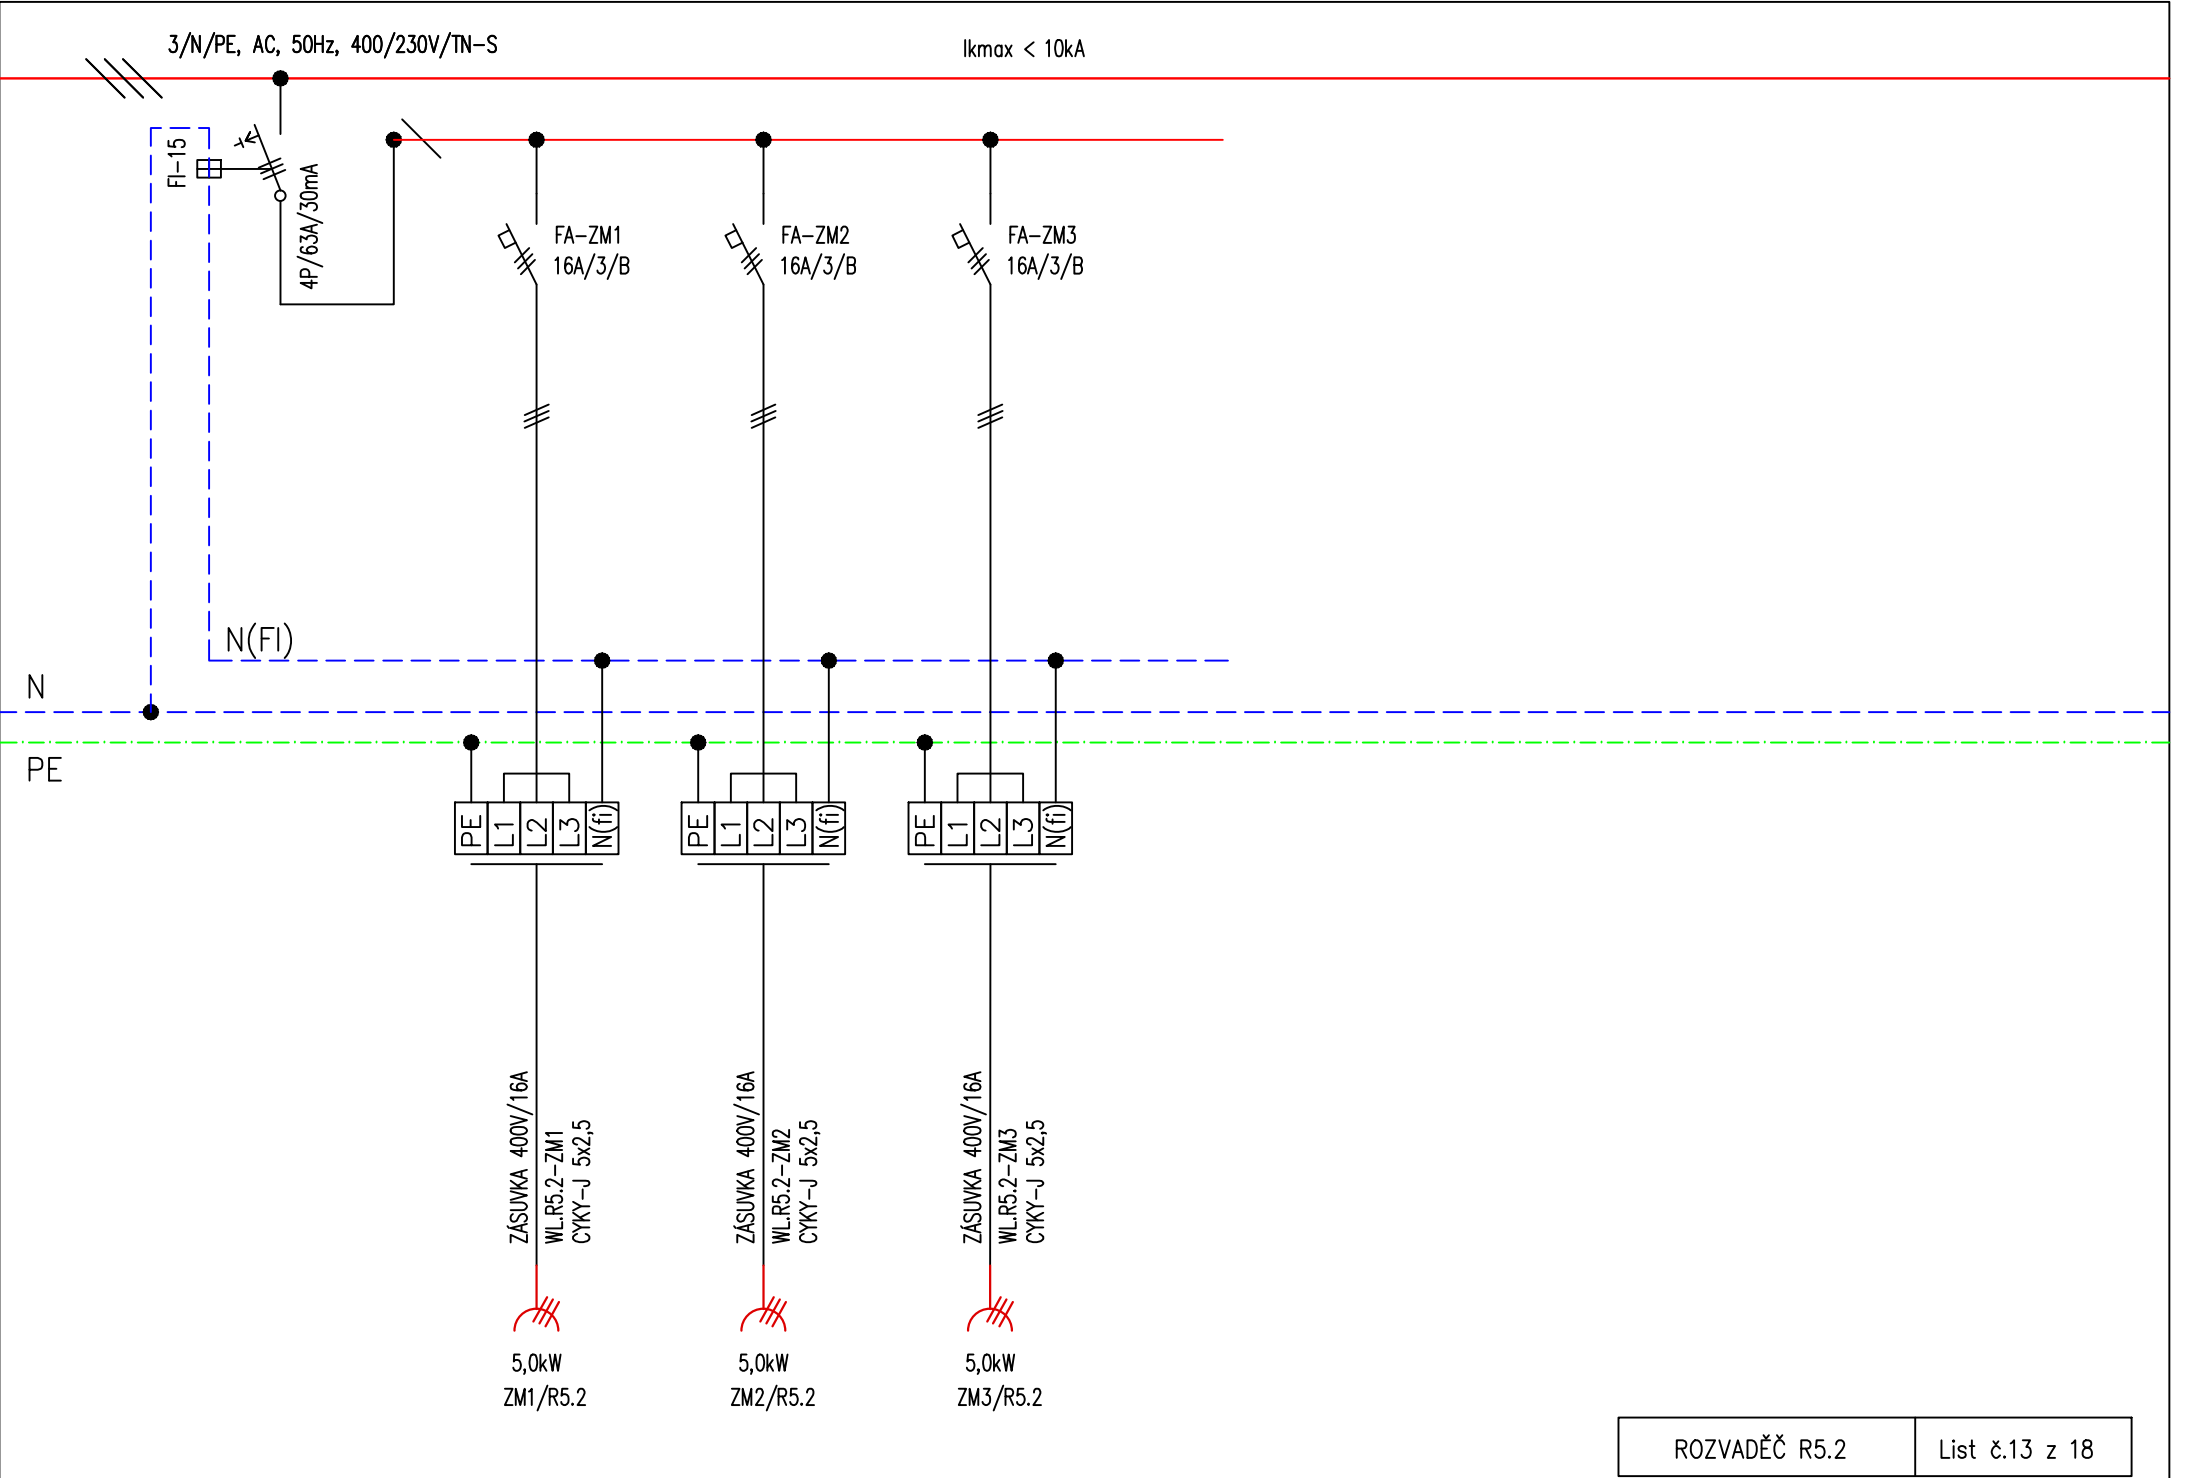 3/N/PE, AC, 50Hz, 400/230V/TN-S
Ikmax < 10kA
FI-15
4P/63A/30mA
FA-ZM1
16A/3/B
FA-ZM2
16A/3/B
FA-ZM3
16A/3/B
N(FI)
N
PE
PE L1 L2 L3 N(fi)
PE L1 L2 L3 N(fi)
PE L1 L2 L3 N(fi)
ZÁSUVKA 400V/16A
WL.R5.2-ZM1
CYKY-J 5x2,5
ZÁSUVKA 400V/16A
WL.R5.2-ZM2
CYKY-J 5x2,5
ZÁSUVKA 400V/16A
WL.R5.2-ZM3
CYKY-J 5x2,5
5,0kW
ZM1/R5.2
5,0kW
ZM2/R5.2
5,0kW
ZM3/R5.2
ROZVADĚČ R5.2
List č.13 z 18